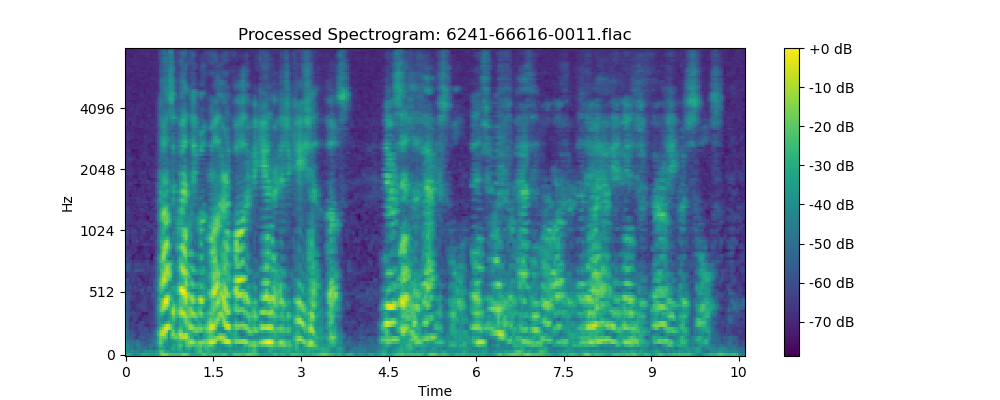 Processed Spectrogram: 6241-66616-0011.flac
+0 dB
-10 dB
-20 dB
-30 dB
-40 dB
-50 dB
-60 dB
-70 dB
Hz
4096
2048
1024
512
0
0 1.5 3 4.5 6 7.5 9 10
Time